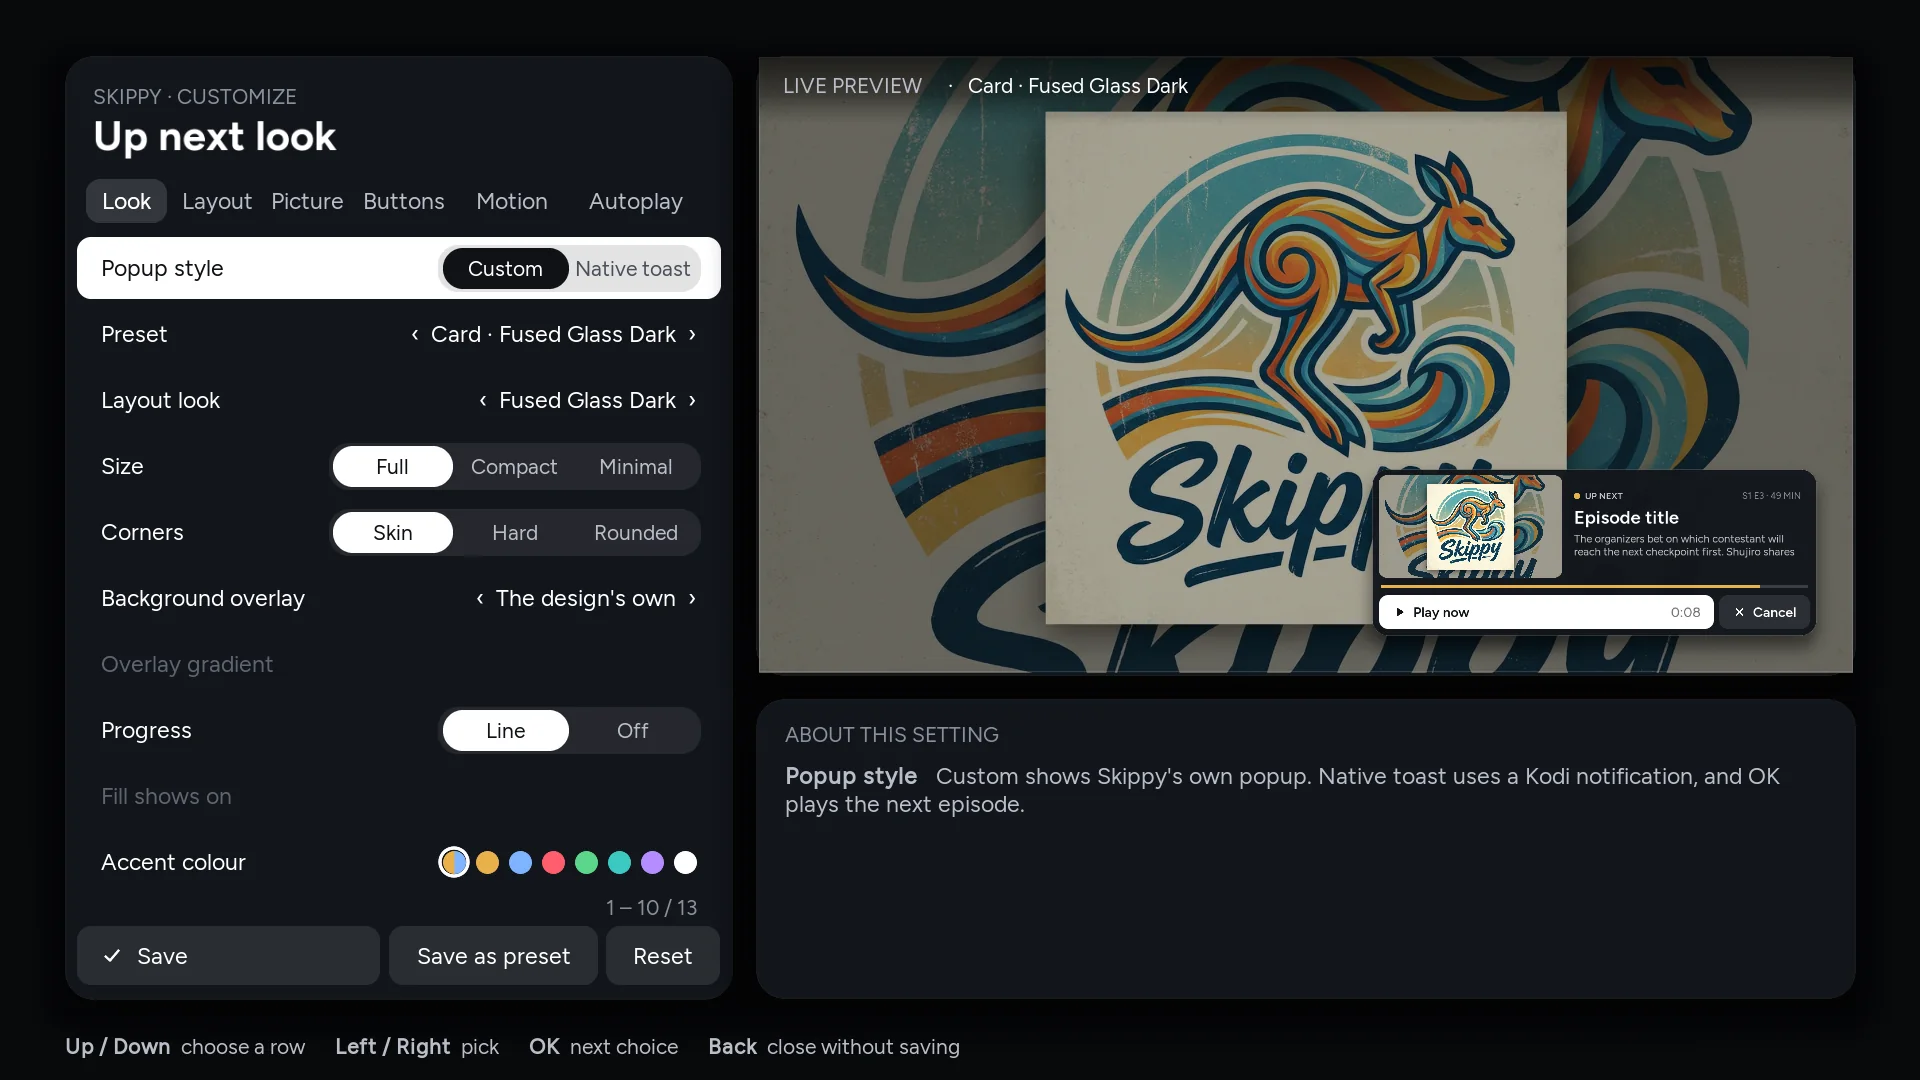 SKIPPY · CUSTOMIZE
Up next look
Look Layout Picture Buttons Motion Autoplay
Popup style Custom Native toast
Preset ‹ Card · Fused Glass Dark ›
Layout look ‹ Fused Glass Dark ›
Size Full Compact Minimal
Corners Skin Hard Rounded
Background overlay ‹ The design's own ›
Overlay gradient
Progress Line Off
Fill shows on
Accent colour
1 – 10 / 13
Save Save as preset Reset
LIVE PREVIEW · Card · Fused Glass Dark
Skippy
UP NEXT S1 E3 · 49 MIN
Episode title
The organizers bet on which contestant will
reach the next checkpoint first. Shujiro shares
Skippy
Play now 0:08 Cancel
ABOUT THIS SETTING
Popup style Custom shows Skippy's own popup. Native toast uses a Kodi notification, and OK
plays the next episode.
Up / Down choose a row Left / Right pick OK next choice Back close without saving